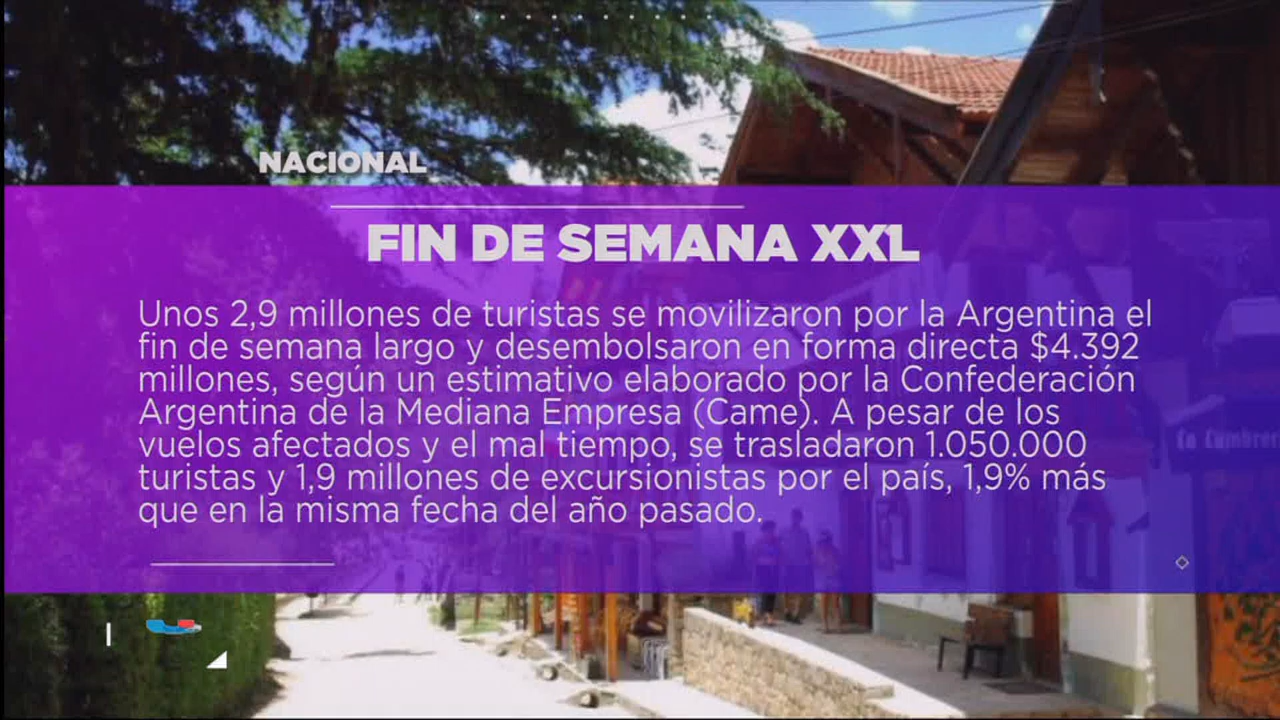 NACIONAL
FIN DE SEMANA XXL
Unos 2,9 millones de turistas se movilizaron por la Argentina el
fin de semana largo y desembolsaron en forma directa $4.392
millones, según un estimativo elaborado por la Confederación
Argentina de la Mediana Empresa (Came). A pesar de los
vuelos afectados y el mal tiempo, se trasladaron 1.050.000
turistas y 1,9 millones de excursionistas por el país, 1,9% más
que en la misma fecha del año pasado.